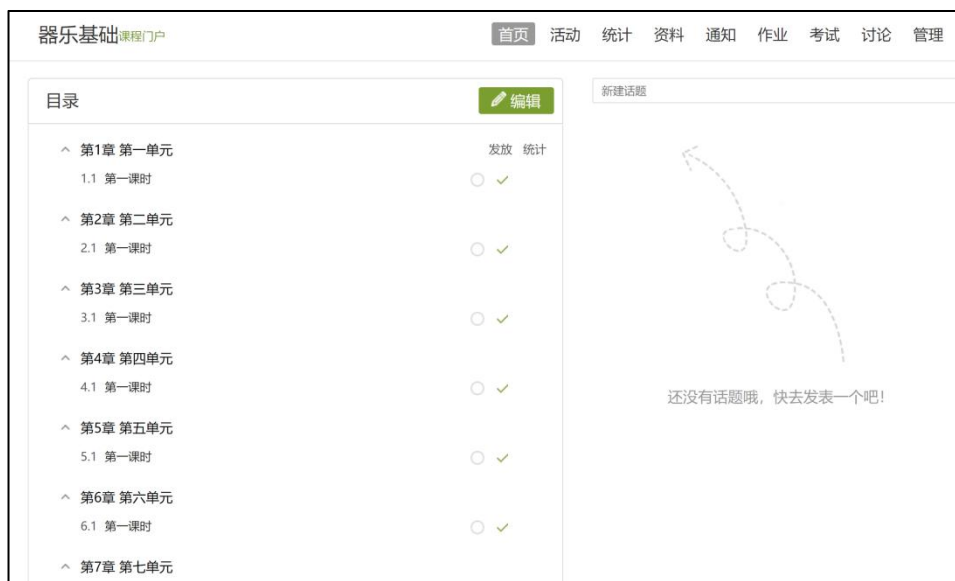 器乐基础课程门户
首页 活动 统计 资料 通知 作业 考试 讨论 管理
目录
编辑
新建话题
第1章 第一单元
发放 统计
1.1 第一课时
第2章 第二单元
2.1 第一课时
第3章 第三单元
3.1 第一课时
第4章 第四单元
4.1 第一课时
还没有话题哦，快去发表一个吧！
第5章 第五单元
5.1 第一课时
第6章 第六单元
6.1 第一课时
第7章 第七单元